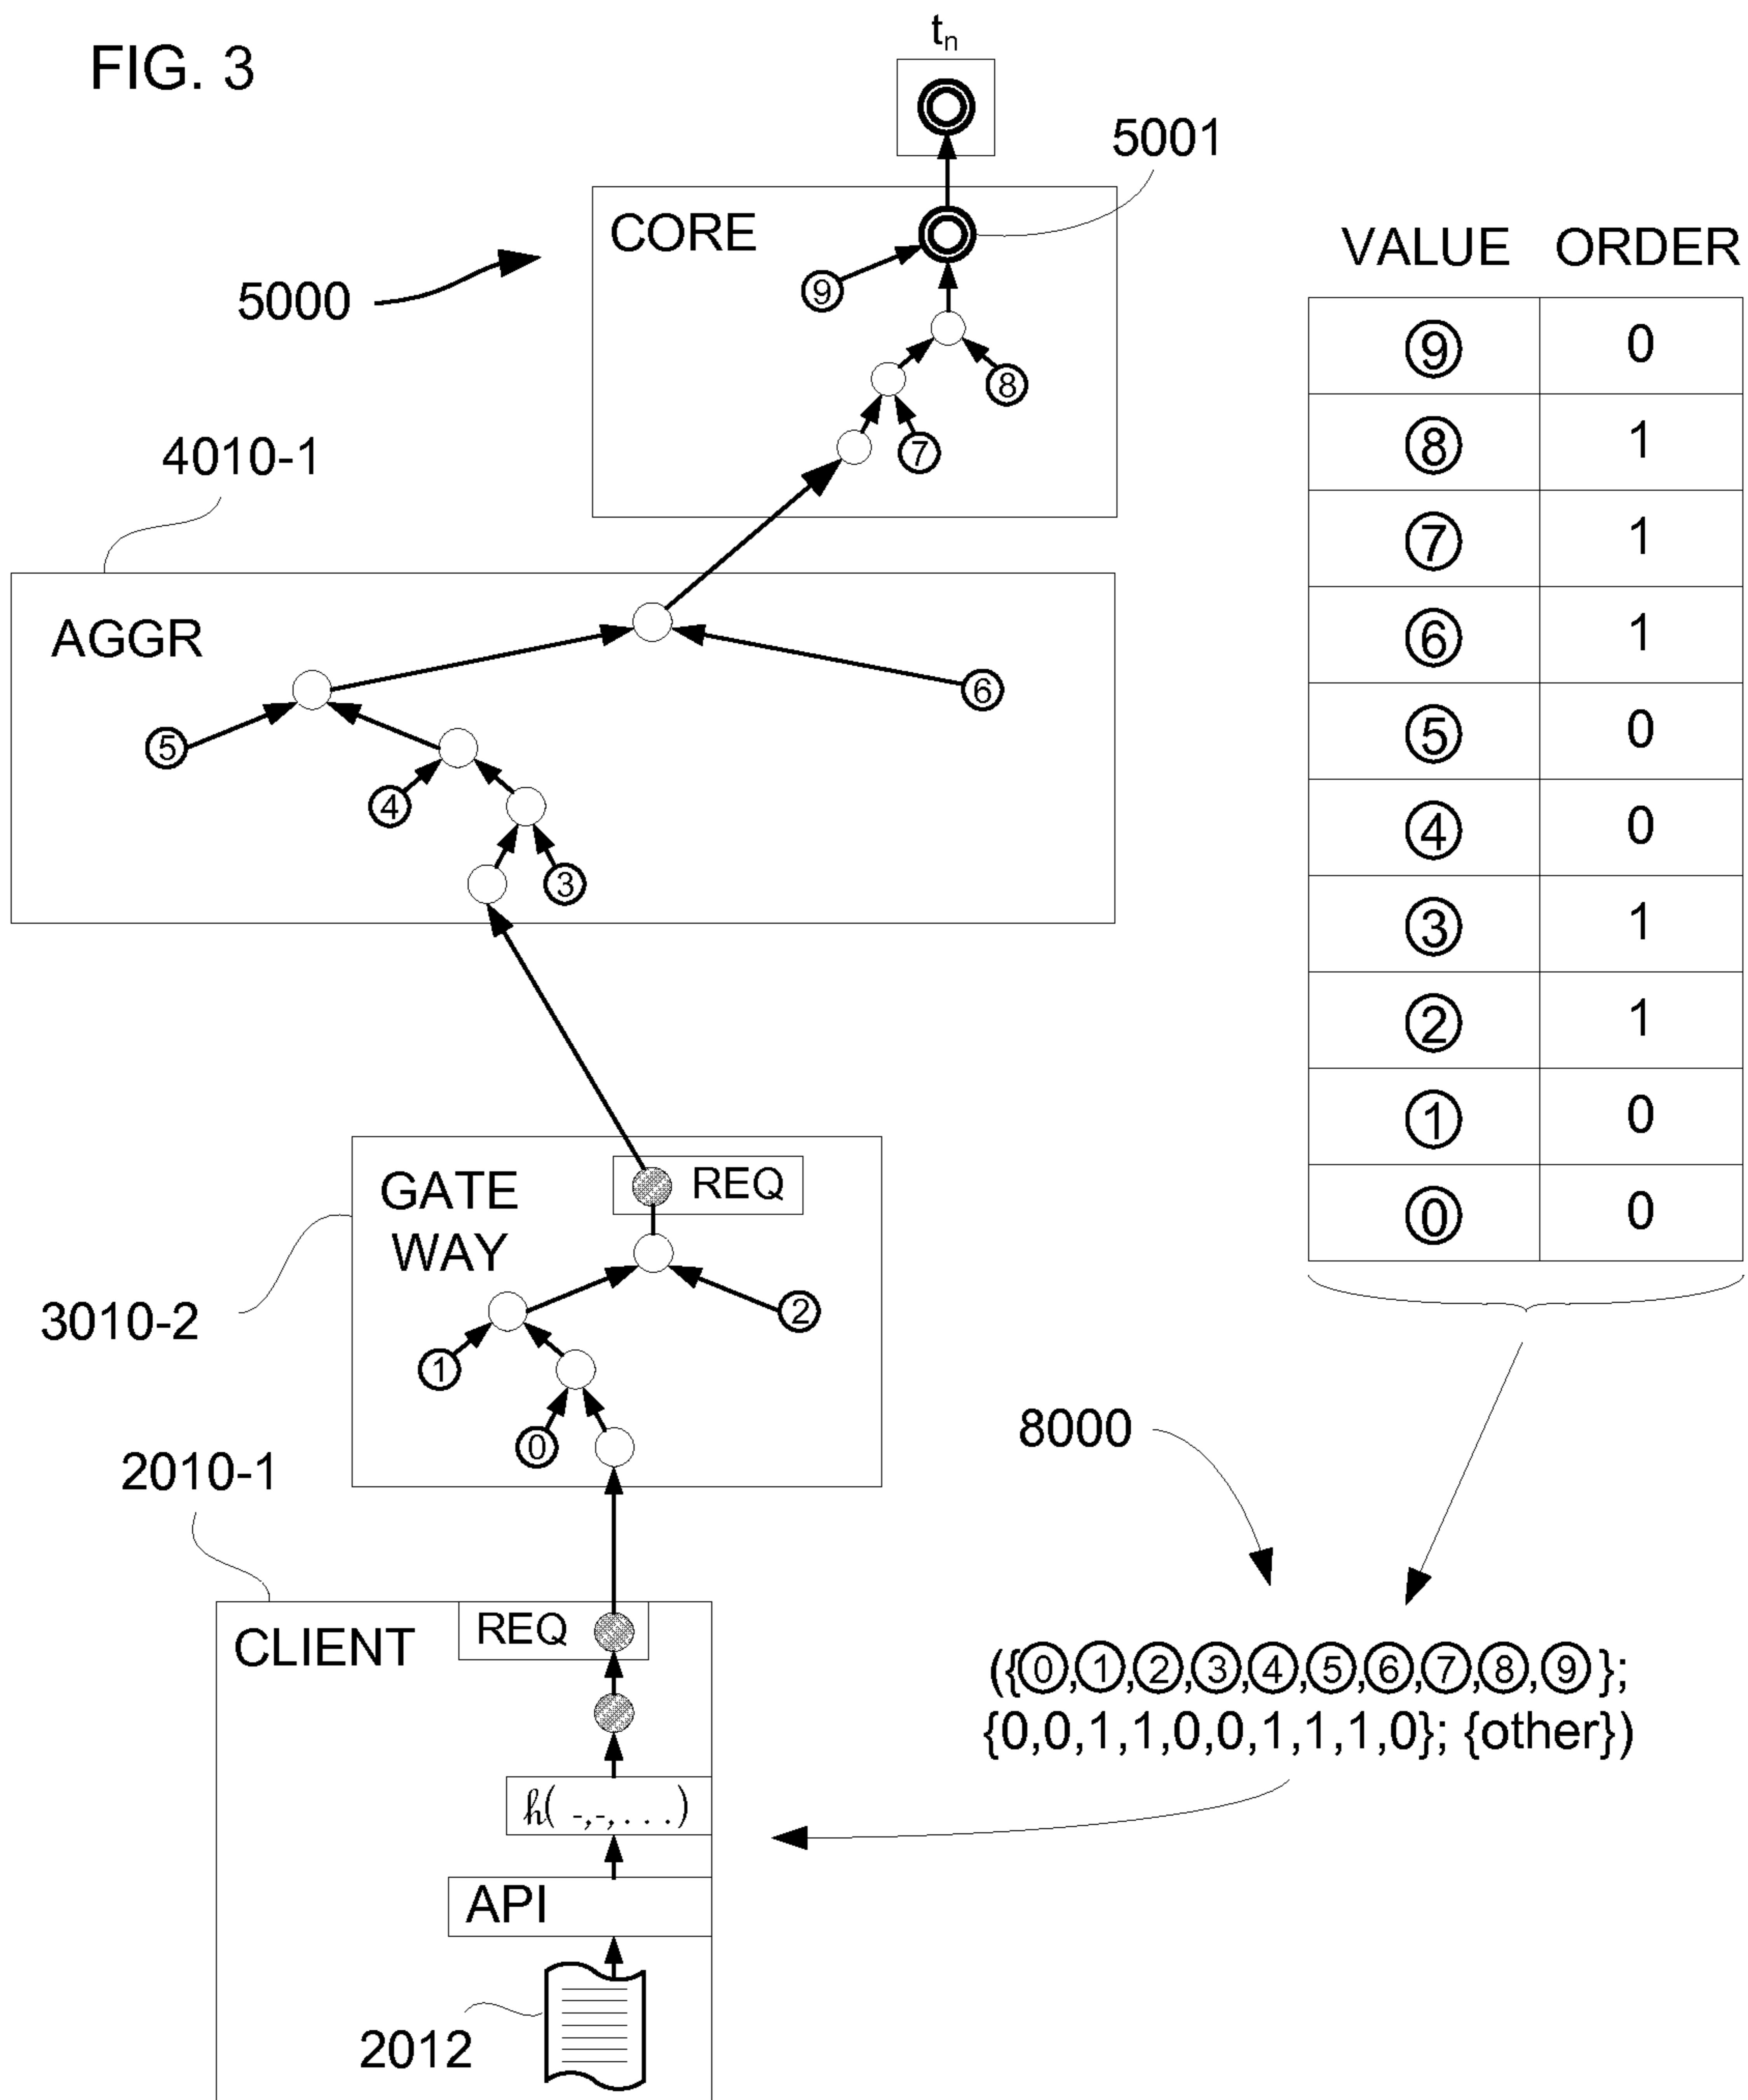 FIG. 3
tn
5001
CORE
5000
9
8
7
4010-1
AGGR
6
5
4
3
GATE
WAY
REQ
3010-2
2
1
0
2010-1
CLIENT
REQ
h( -,-, . . .)
API
2012
VALUE ORDER
9 0
8 1
7 1
6 1
5 0
4 0
3 1
2 1
1 0
0 0
8000
({0,1,2,3,4,5,6,7,8,9};
{0,0,1,1,0,0,1,1,1,0}; {other})